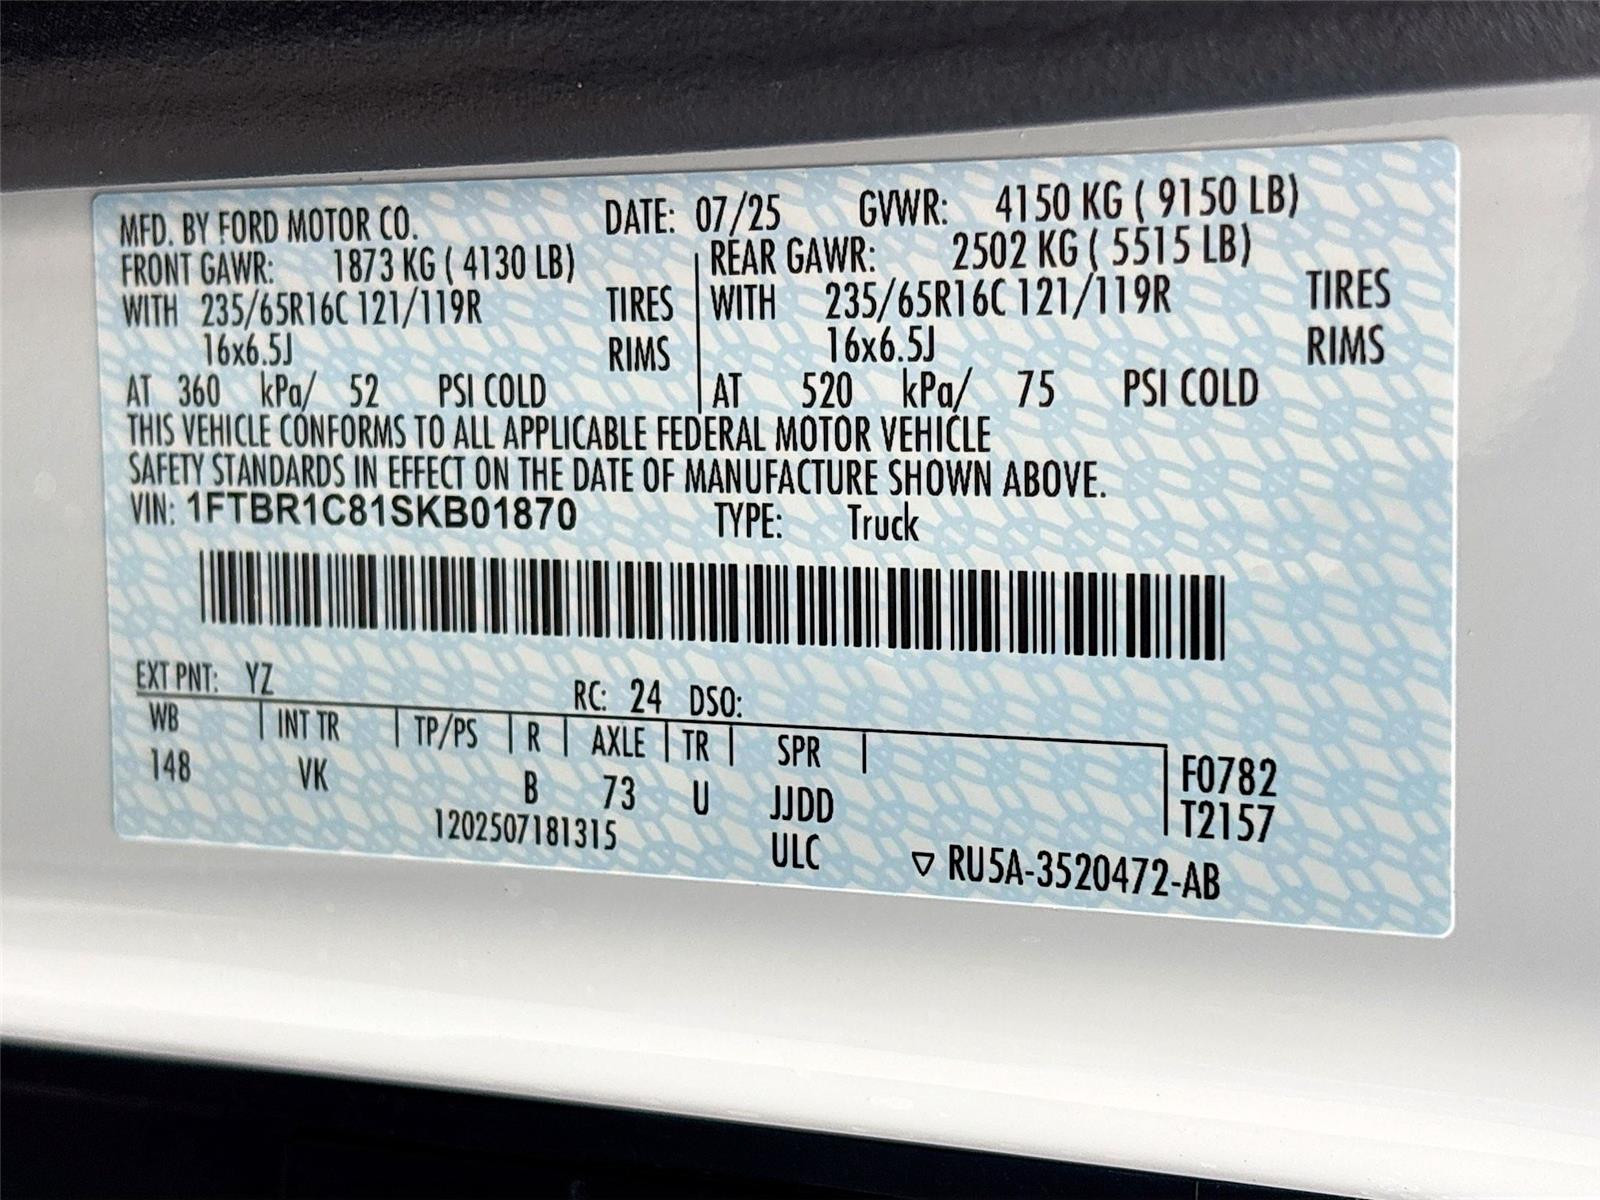 MFD. BY FORD MOTOR CO. DATE: 07/25 GVWR: 4150 KG ( 9150 LB)
FRONT GAWR: 1873 KG ( 4130 LB) REAR GAWR: 2502 KG ( 5515 LB)
WITH 235/65R16C 121/119R TIRES WITH 235/65R16C 121/119R TIRES
16x6.5J RIMS 16x6.5J RIMS
AT 360 kPa/ 52 PSI COLD AT 520 kPa/ 75 PSI COLD
THIS VEHICLE CONFORMS TO ALL APPLICABLE FEDERAL MOTOR VEHICLE
SAFETY STANDARDS IN EFFECT ON THE DATE OF MANUFACTURE SHOWN ABOVE.
VIN: 1FTBR1C81SKB01870 TYPE: Truck
EXT PNT: YZ RC: 24 DSO:
WB INT TR TP/PS R AXLE TR SPR F0782
148 VK B 73 U JJDD T2157
1202507181315 ULC ▽ RU5A-3520472-AB